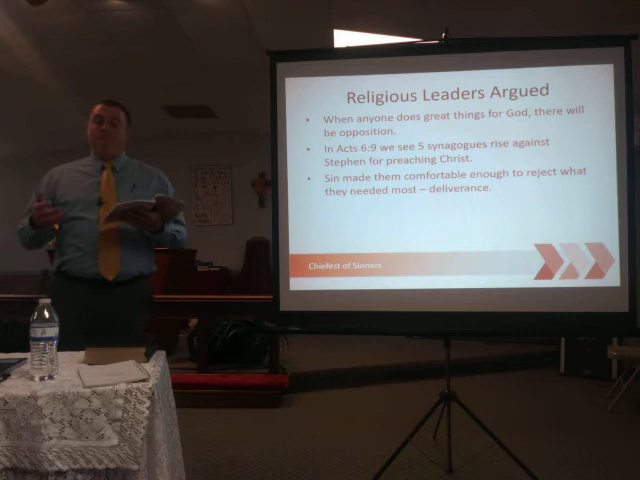 Religious Leaders Argued
• When anyone does great things for God, there will
be opposition.
• In Acts 6:9 we see 5 synagogues rise against
Stephen for preaching Christ.
• Sin made them comfortable enough to reject what
they needed most – deliverance.
Chiefest of Sinners